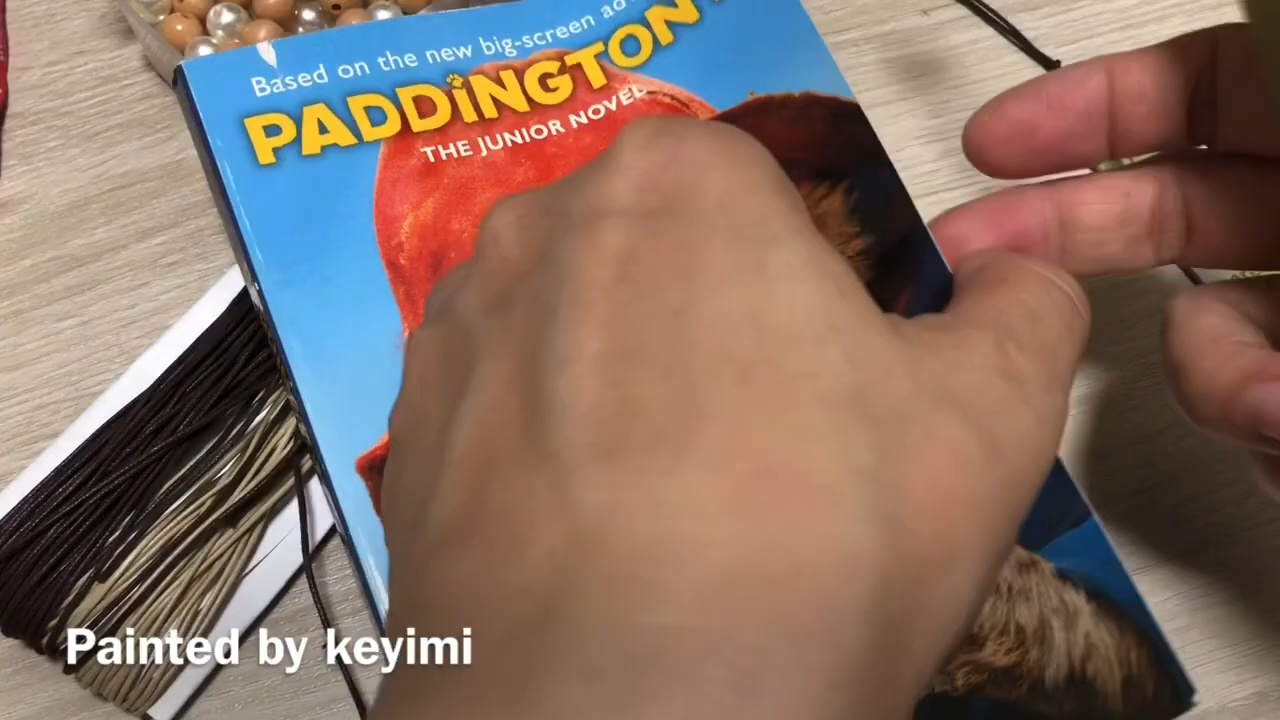 Based on the new big-screen
PADDINGTON
THE JUNIOR NOVEL
Painted by keyimi